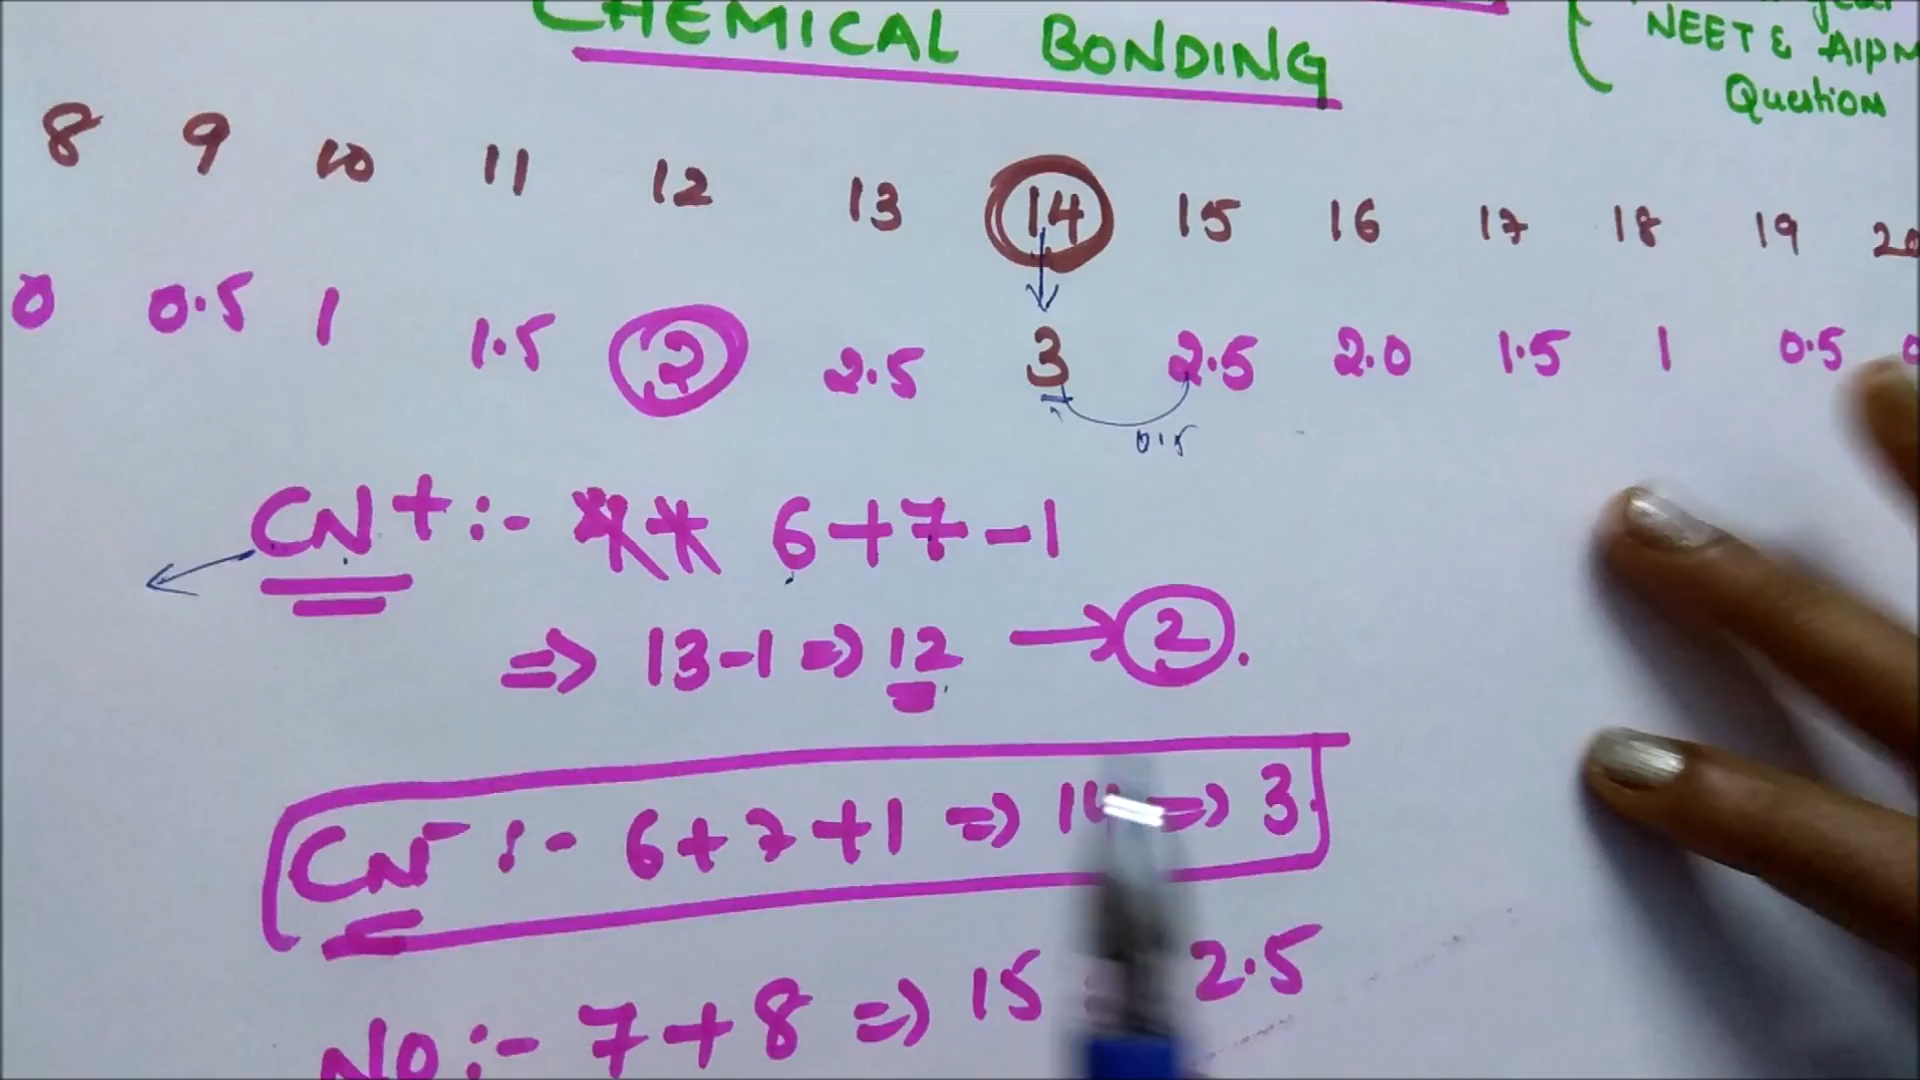 CHEMICAL BONDING
NEET & AIPM
Question
8 9 10 11 12 13 14 15 16 17 18 19 20
0 0.5 1 1.5 2 2.5 3 2.5 2.0 1.5 1 0.5 0
0.5
CN+ :- 6+7-1
=> 13-1 => 12 → 2.
CN- :- 6+7+1 => 14 => 3.
NO :- 7+8 => 15 2.5